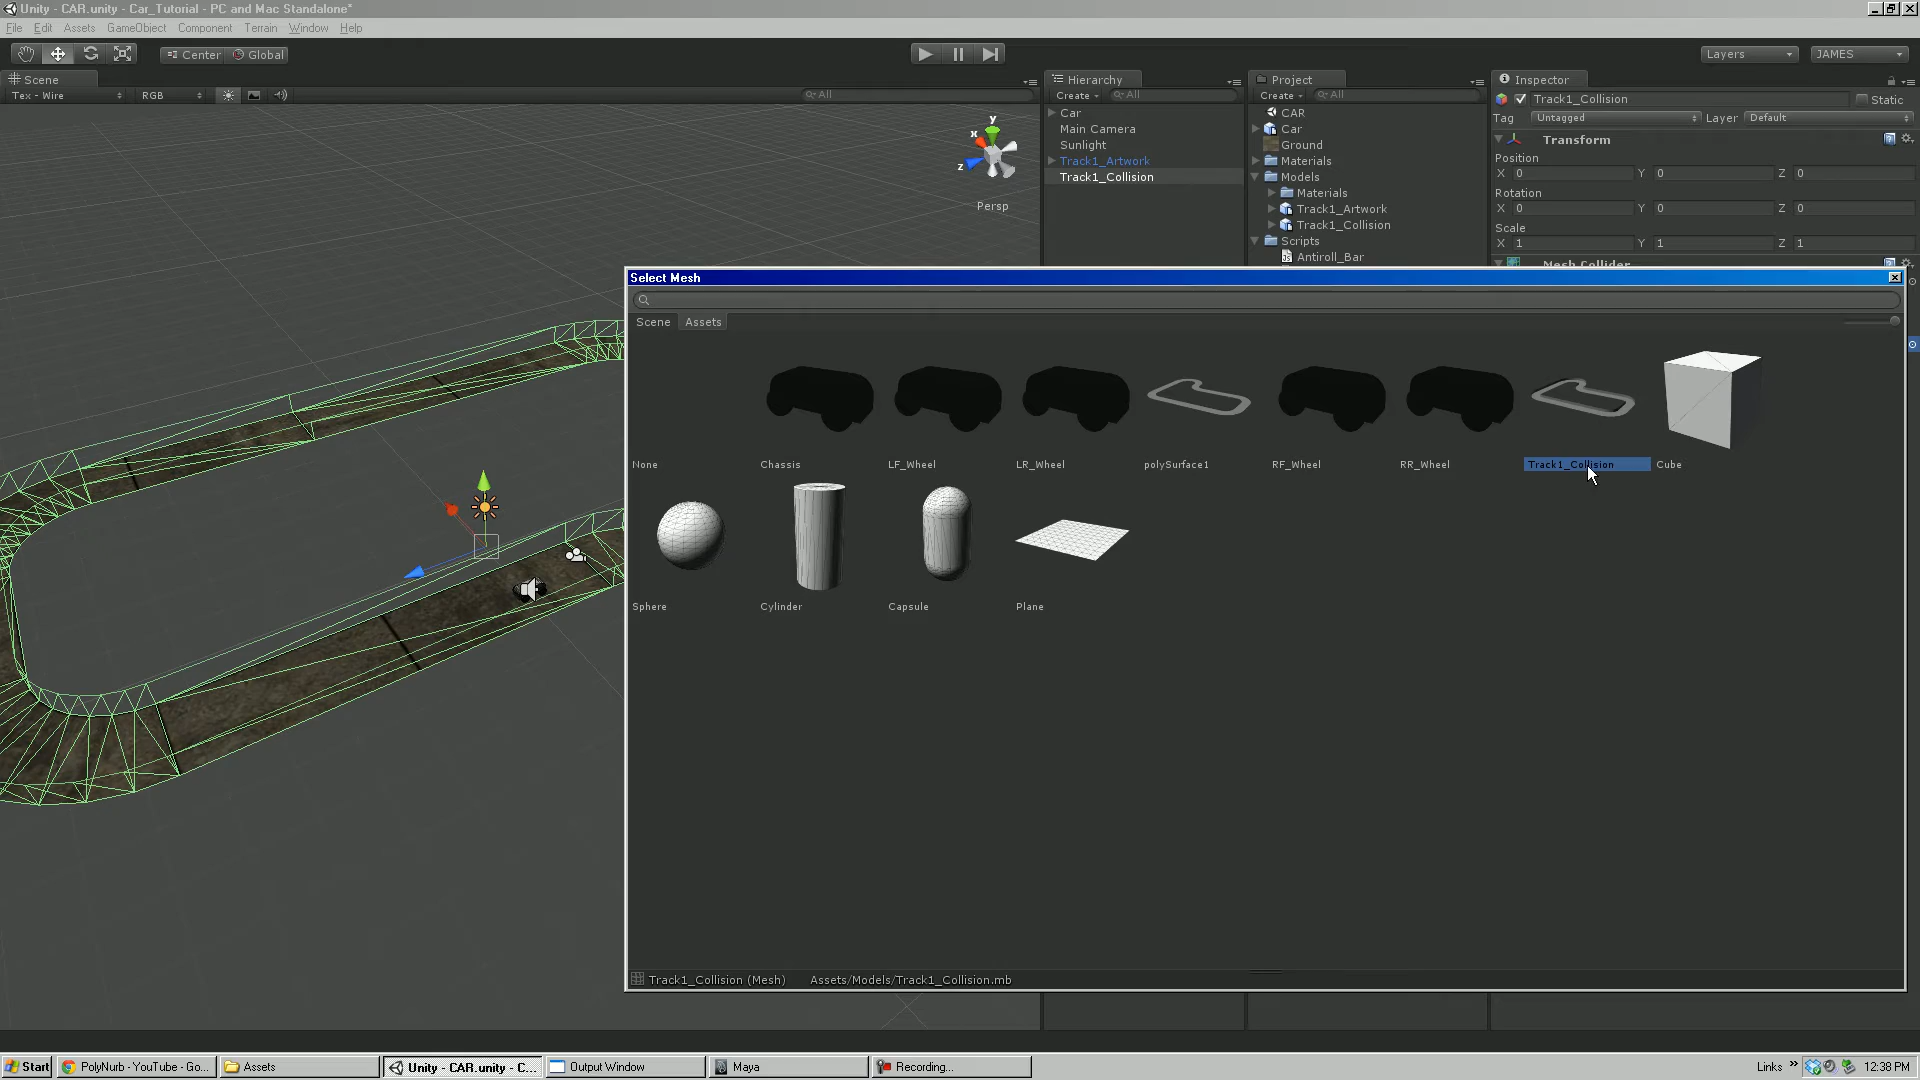 Unity - CAR.unity - Car_Tutorial - PC and Mac Standalone*
File Edit Assets GameObject Component Terrain Window Help
Center Global Layers JAMES
Scene
Tex - Wire RGB All
x y z
Persp
Hierarchy
Create All
Car
Main Camera
Sunlight
Track1_Artwork
Track1_Collision
Project
Create All
CAR
Car
Ground
Materials
Models
Materials
Track1_Artwork
Track1_Collision
Scripts
Antiroll_Bar
Inspector
Track1_Collision Static
Tag Untagged Layer Default
Transform
Position
X 0 Y 0 Z 0
Rotation
X 0 Y 0 Z 0
Scale
X 1 Y 1 Z 1
Mesh Collider
Select Mesh
Scene Assets
None Chassis LF_Wheel LR_Wheel polySurface1 RF_Wheel RR_Wheel Track1_Collision Cube
Sphere Cylinder Capsule Plane
Track1_Collision (Mesh) Assets/Models/Track1_Collision.mb
Start PolyNurb - YouTube - Go... Assets Unity - CAR.unity - C... Output Window Maya Recording... Links » 12:38 PM